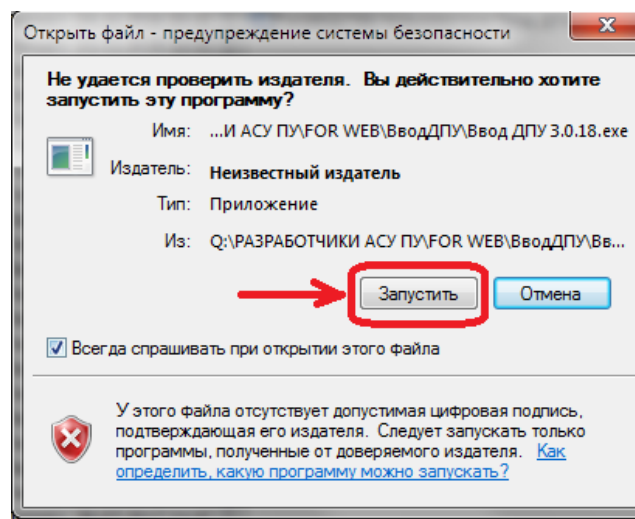 Открыть файл - предупреждение системы безопасности
Не удается проверить издателя. Вы действительно хотите
запустить эту программу?
Имя: ...И АСУ ПУ\FOR WEB\ВводДПУ\Ввод ДПУ 3.0.18.exe
Издатель: Неизвестный издатель
Тип: Приложение
Из: Q:\РАЗРАБОТЧИКИ АСУ ПУ\FOR WEB\ВводДПУ\Вв...
Запустить Отмена
Всегда спрашивать при открытии этого файла
У этого файла отсутствует допустимая цифровая подпись,
подтверждающая его издателя. Следует запускать только
программы, полученные от доверяемого издателя. Как
определить, какую программу можно запускать?